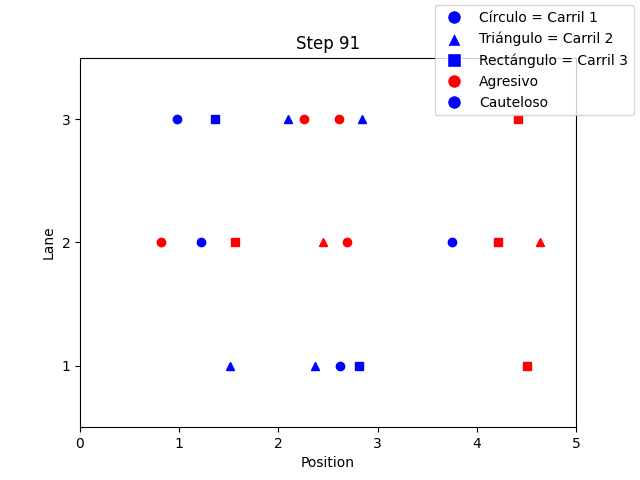 Step 91
Círculo = Carril 1
Triángulo = Carril 2
Rectángulo = Carril 3
Agresivo
Cauteloso
Lane
3
2
1
0 1 2 3 4 5
Position